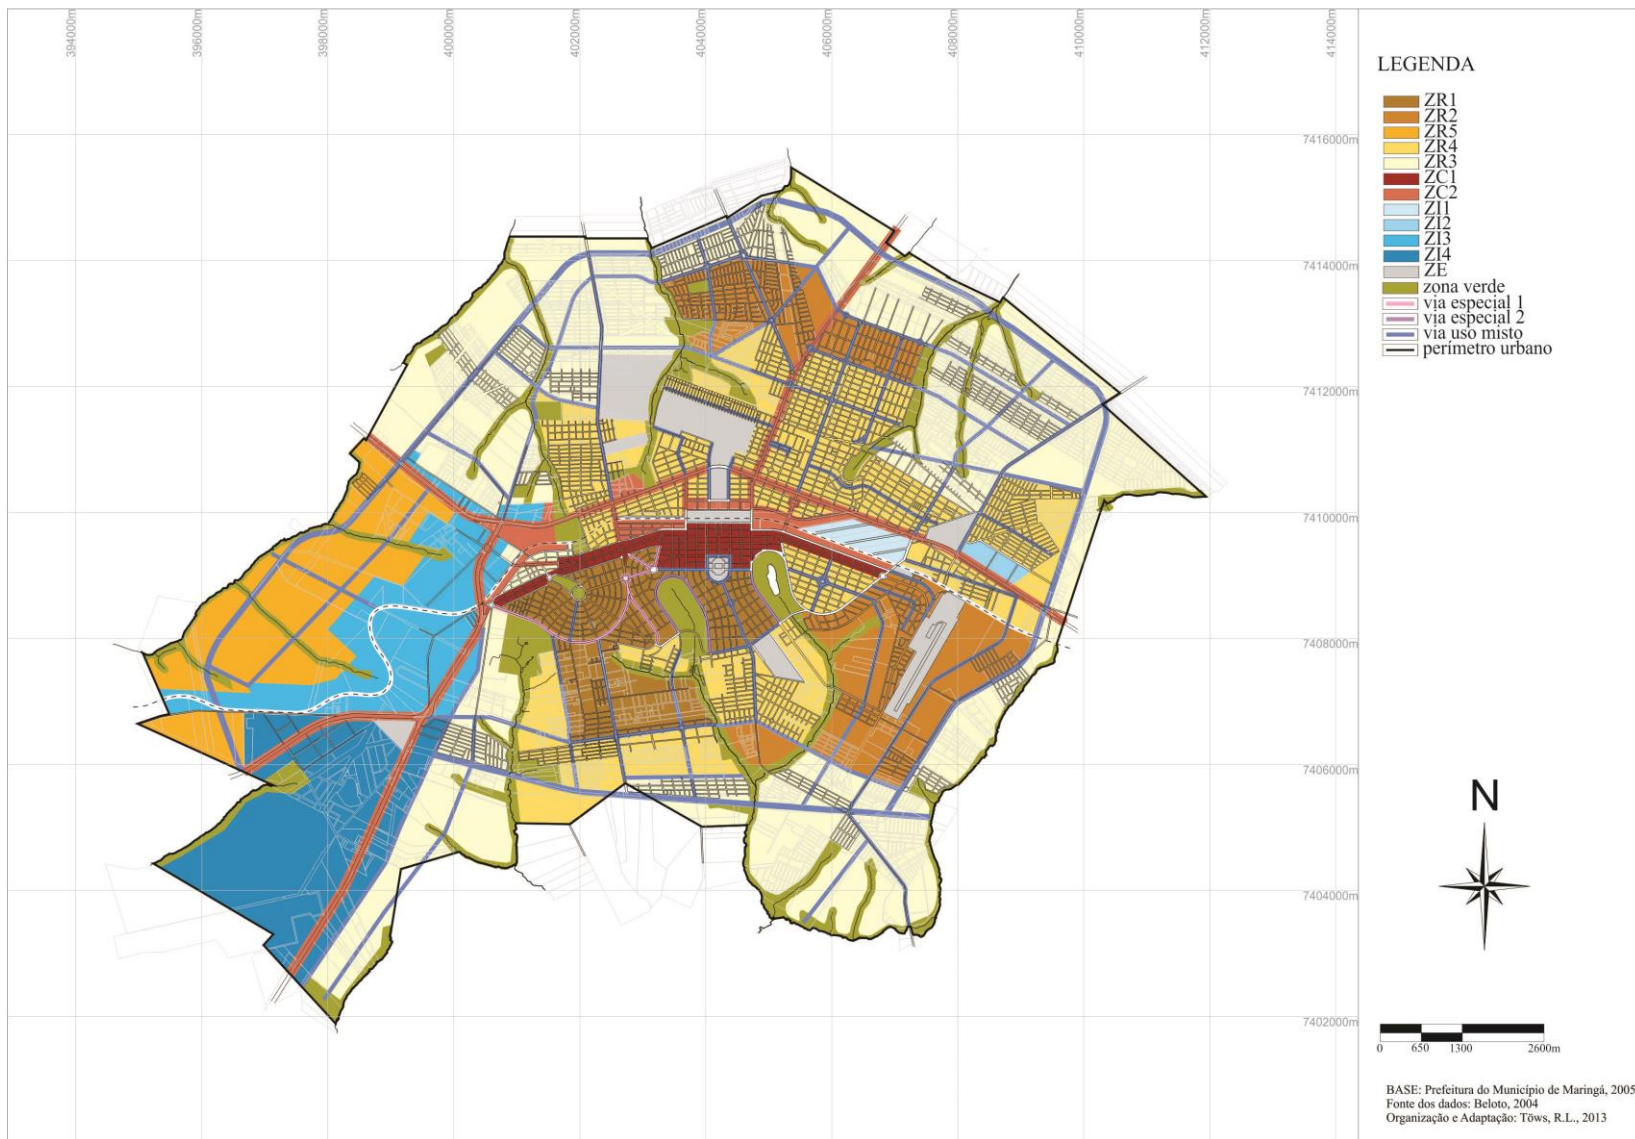 394000m
396000m
398000m
400000m
402000m
404000m
406000m
408000m
410000m
412000m
414000m
LEGENDA
ZR1
ZR2
ZR5
ZR4
ZR3
ZC1
ZC2
ZI1
ZI2
ZI3
ZI4
ZE
zona verde
via especial 1
via especial 2
via uso misto
perímetro urbano
7416000m
7414000m
7412000m
7410000m
7408000m
7406000m
7404000m
7402000m
N
0 650 1300 2600m
BASE: Prefeitura do Município de Maringá, 2005
Fonte dos dados: Beloto, 2004
Organização e Adaptação: Töws, R.L., 2013